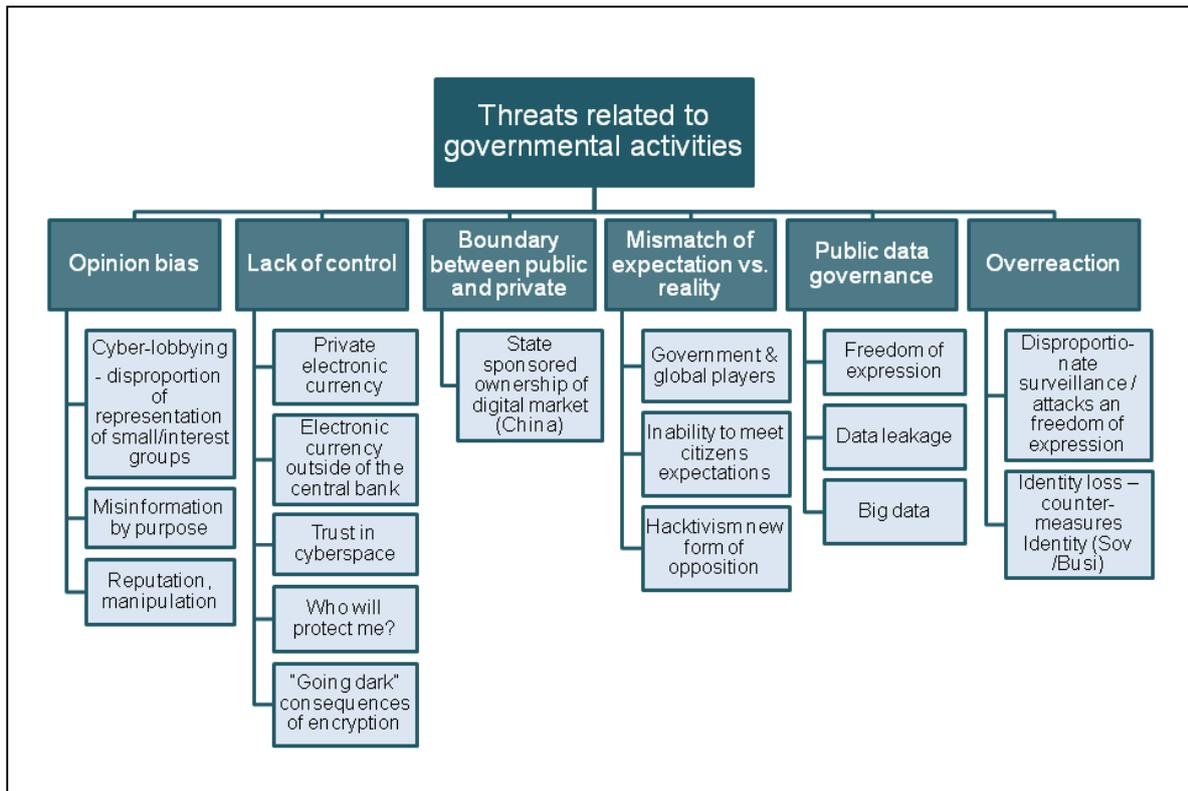 Threats related to
governmental activities
Opinion bias
Cyber-lobbying
- disproportion
of
representation
of small/interest
groups
Misinformation
by purpose
Reputation,
manipulation
Lack of control
Private
electronic
currency
Electronic
currency
outside of the
central bank
Trust in
cyberspace
Who will
protect me?
"Going dark"
consequences
of encryption
Boundary
between public
and private
State
sponsored
ownership of
digital market
(China)
Mismatch of
expectation vs.
reality
Government &
global players
Inability to meet
citizens
expectations
Hacktivism new
form of
opposition
Public data
governance
Freedom of
expression
Data leakage
Big data
Overreaction
Disproportio-
nate
surveillance /
attacks an
freedom of
expression
Identity loss –
counter-
measures
Identity (Sov
/Busi)